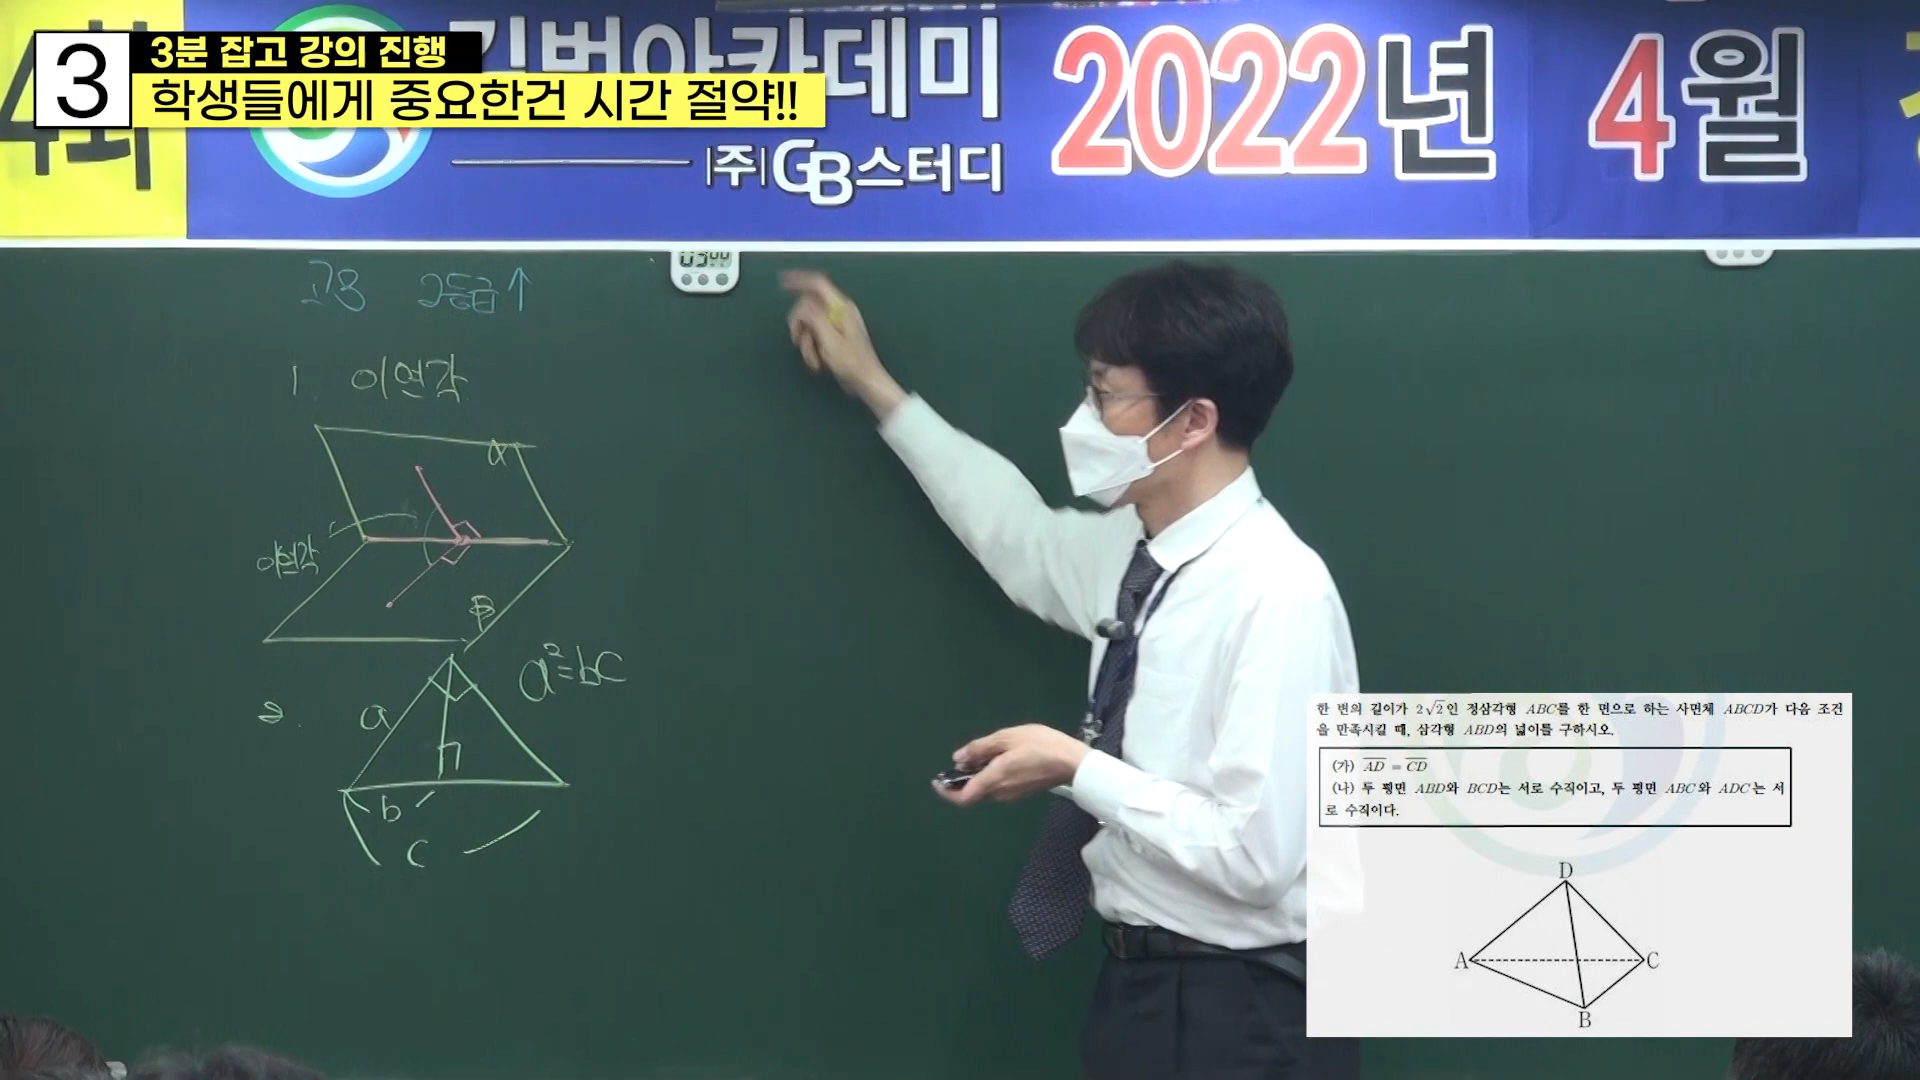 3
3분 잡고 강의 진행
학생들에게 중요한건 시간 절약!!
4회
김범아카데미
|주|GB스터디
2022년 4월
고3 2등급↑
1 이면각
α
이면각
β
2.
a
a²=bc
b
c
한 변의 길이가 2√2인 정삼각형 ABC를 한 면으로 하는 사면체 ABCD가 다음 조건
을 만족시킬 때, 삼각형 ABD의 넓이를 구하시오.
(가) AD = CD
(나) 두 평면 ABD와 BCD는 서로 수직이고, 두 평면 ABC와 ADC는 서
로 수직이다.
D
A
C
B